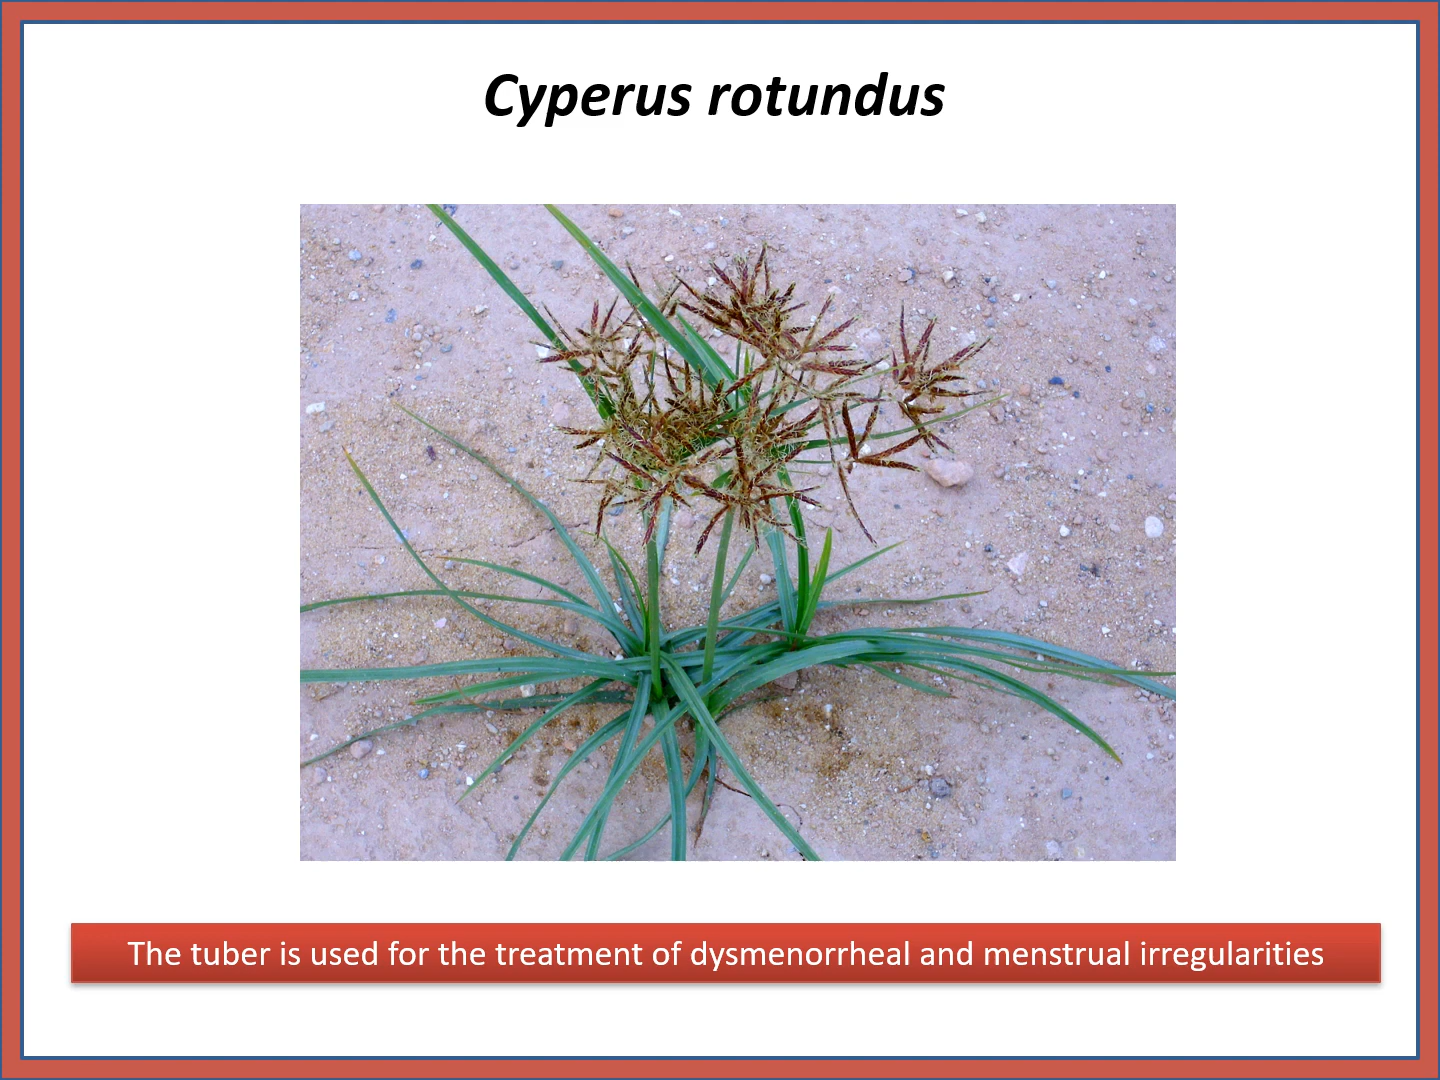 Cyperus rotundus
The tuber is used for the treatment of dysmenorrheal and menstrual irregularities